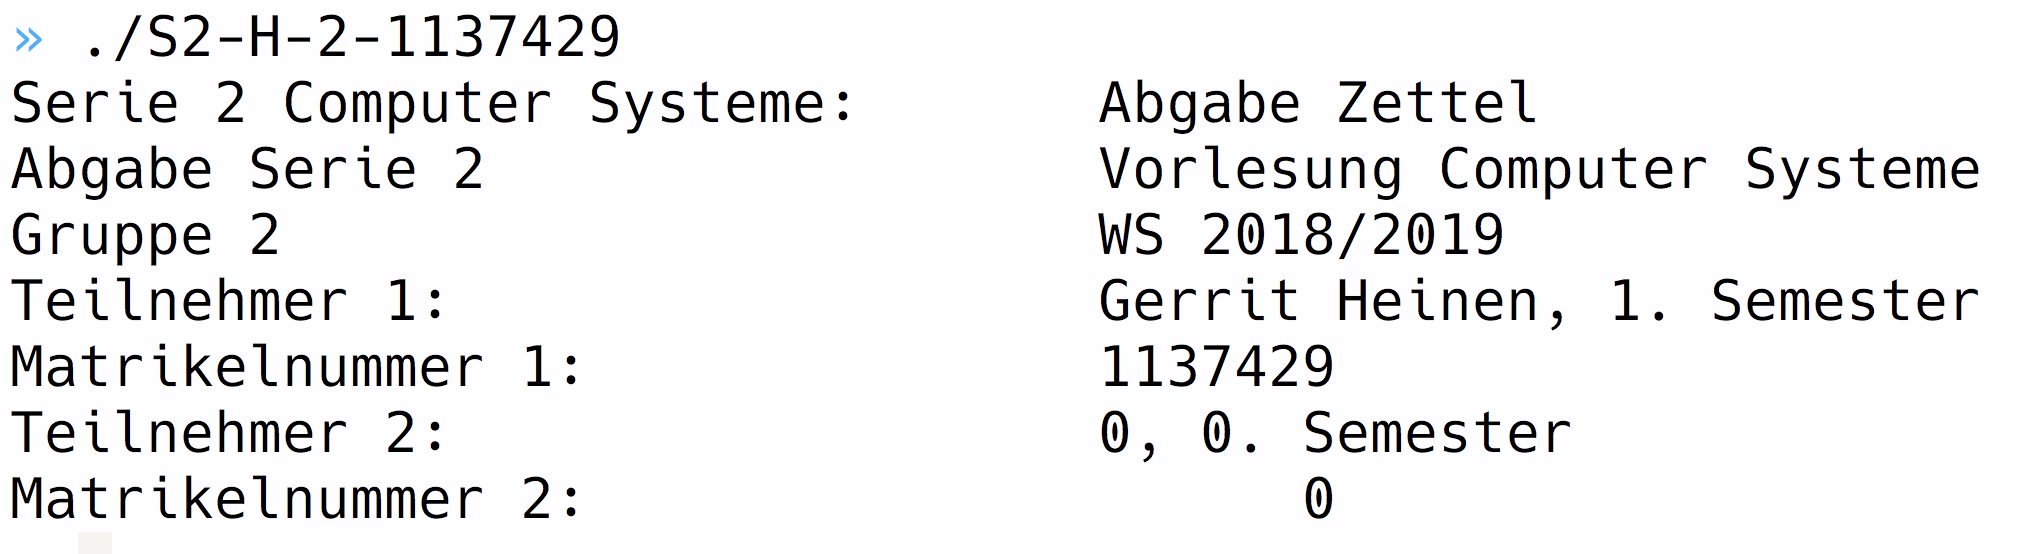 » ./S2-H-2-1137429
Serie 2 Computer Systeme:       Abgabe Zettel
Abgabe Serie 2                  Vorlesung Computer Systeme
Gruppe 2                        WS 2018/2019
Teilnehmer 1:                   Gerrit Heinen, 1. Semester
Matrikelnummer 1:               1137429
Teilnehmer 2:                   0, 0. Semester
Matrikelnummer 2:                     0